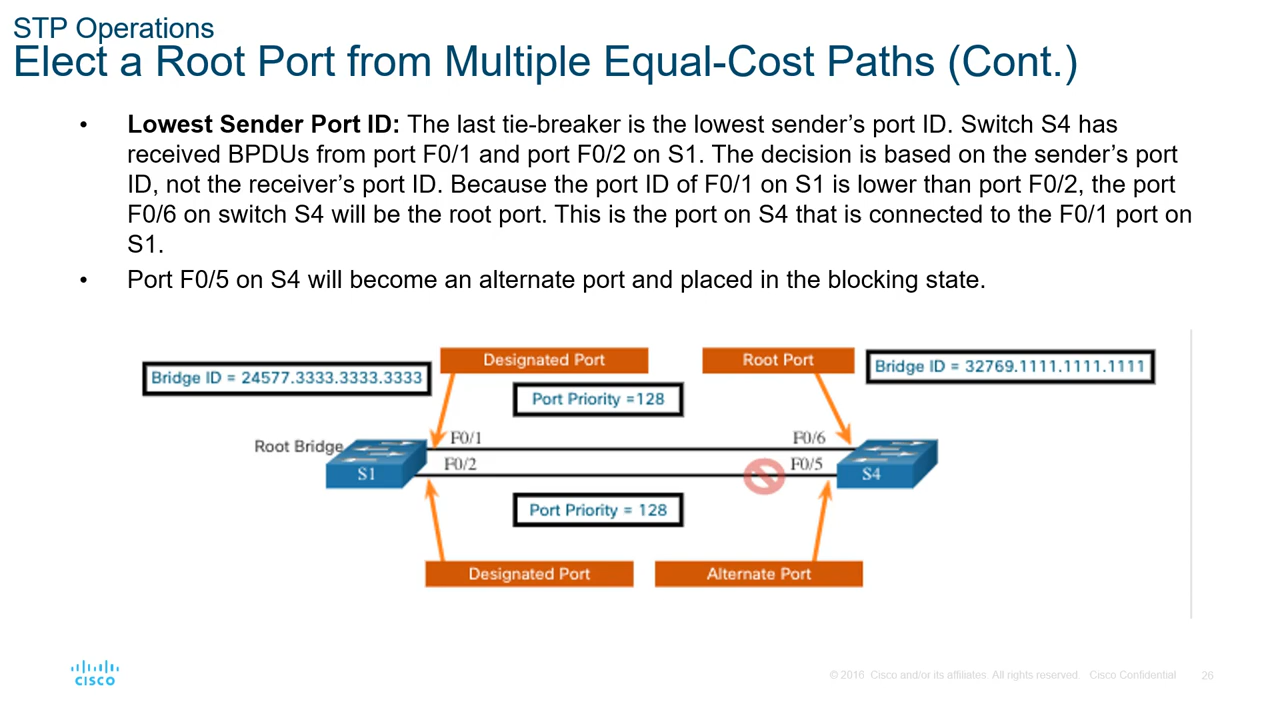 STP Operations
Elect a Root Port from Multiple Equal-Cost Paths (Cont.)
• Lowest Sender Port ID: The last tie-breaker is the lowest sender’s port ID. Switch S4 has
received BPDUs from port F0/1 and port F0/2 on S1. The decision is based on the sender’s port
ID, not the receiver’s port ID. Because the port ID of F0/1 on S1 is lower than port F0/2, the port
F0/6 on switch S4 will be the root port. This is the port on S4 that is connected to the F0/1 port on
S1.
• Port F0/5 on S4 will become an alternate port and placed in the blocking state.
Designated Port
Root Port
Bridge ID = 24577.3333.3333.3333
Bridge ID = 32769.1111.1111.1111
Port Priority =128
Root Bridge
F0/1
F0/6
S1
F0/2
F0/5
S4
Port Priority = 128
Designated Port
Alternate Port
CISCO
© 2016 Cisco and/or its affiliates. All rights reserved. Cisco Confidential
26